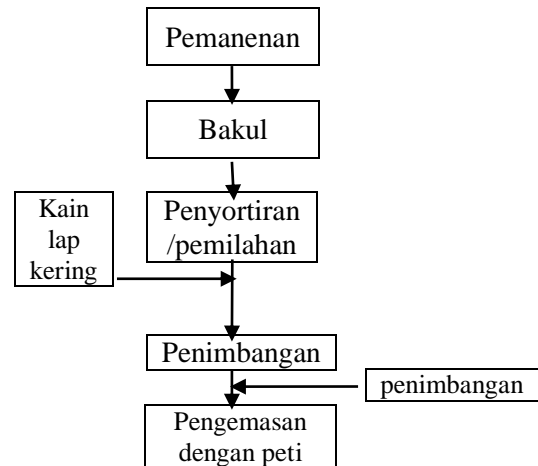 Pemanenan
Bakul
Kain
lap
kering
Penyortiran
/pemilahan
Penimbangan
penimbangan
Pengemasan
dengan peti